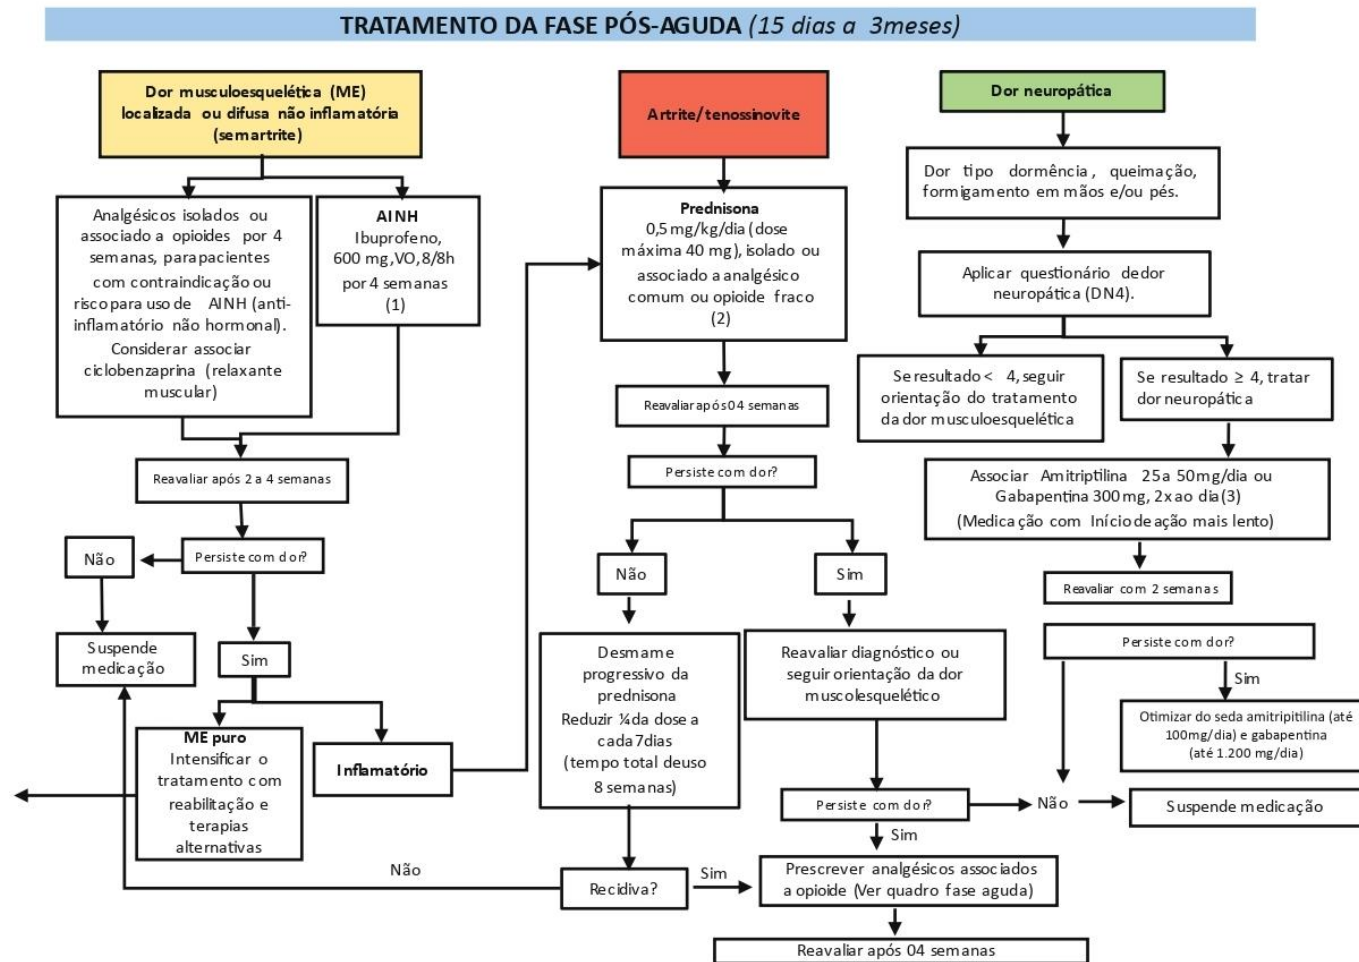 TRATAMENTO DA FASE PÓS-AGUDA (15 dias a 3meses)
Dor musculoesquelética (ME)
localizada ou difusa não inflamatória
(semartrite)
Analgésicos isolados ou
associado a opioides por 4
semanas, parapacientes
com contraindicação ou
risco para uso de AINH (anti-
inflamatório não hormonal).
Considerar associar
ciclobenzaprina (relaxante
muscular)
AINH
Ibuprofeno,
600 mg,VO,8/8h
por 4 semanas
(1)
Reavaliar após 2 a 4 semanas
Persiste com dor?
Não
Suspende
medicação
Sim
ME puro
Intensificar o
tratamento com
reabilitação e
terapias
alternativas
Inflamatório
Artrite/tenossinovite
Prednisona
0,5 mg/kg/dia (dose
máxima 40 mg), isolado ou
associado a analgésico
comum ou opioide fraco
(2)
Reavaliar após 04 semanas
Persiste com dor?
Não
Sim
Desmame
progressivo da
prednisona
Reduzir ¼ da dose a
cada 7dias
(tempo total deuso
8 semanas)
Reavaliar diagnóstico ou
seguir orientação da dor
muscolesquelético
Persiste com dor?
Não
Suspende medicação
Sim
Não
Recidiva?
Sim
Prescrever analgésicos associados
a opioide (Ver quadro fase aguda)
Reavaliar após 04 semanas
Dor neuropática
Dor tipo dormência, queimação,
formigamento em mãos e/ou pés.
Aplicar questionário dedor
neuropática (DN4).
Se resultado < 4, seguir
orientação do tratamento
da dor musculoesquelética
Se resultado ≥ 4, tratar
dor neuropática
Associar Amitriptilina 25 a 50mg/dia ou
Gabapentina 300 mg, 2x ao dia(3)
(Medicação com Início de ação mais lento)
Reavaliar com 2 semanas
Persiste com dor?
Sim
Otimizar do seda amitripitilina (até
100mg/dia) e gabapentina
(até 1.200 mg/dia)